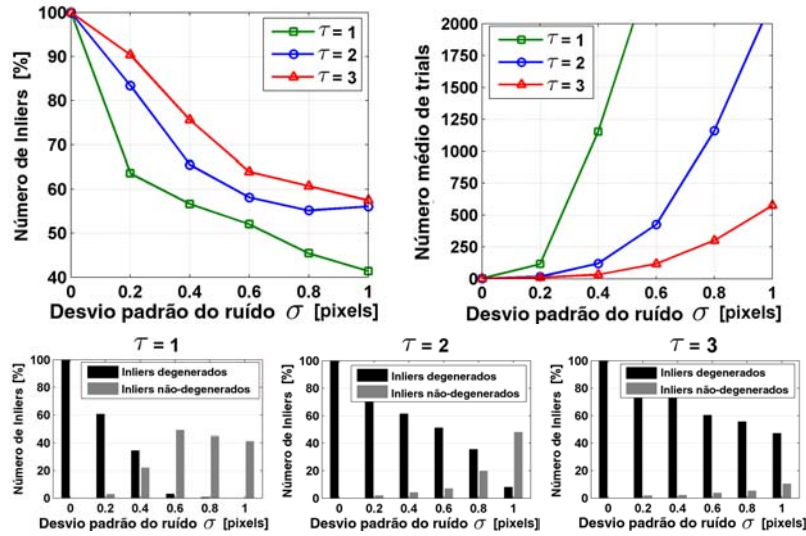 Número de Inliers [%]
100
90
80
70
60
50
40
τ = 1
τ = 2
τ = 3
0 0.2 0.4 0.6 0.8 1
Desvio padrão do ruído σ [pixels]
Número médio de trials
2000
1750
1500
1250
1000
750
500
250
0
τ = 1
τ = 2
τ = 3
0 0.2 0.4 0.6 0.8 1
Desvio padrão do ruído σ [pixels]
τ = 1
Número de Inliers [%]
100
80
60
40
20
0
Inliers degenerados
Inliers não-degenerados
0 0.2 0.4 0.6 0.8 1
Desvio padrão do ruído σ [pixels]
τ = 2
Número de Inliers [%]
100
80
60
40
20
0
Inliers degenerados
Inliers não-degenerados
0 0.2 0.4 0.6 0.8 1
Desvio padrão do ruído σ [pixels]
τ = 3
Número de Inliers [%]
100
80
60
40
20
0
Inliers degenerados
Inliers não-degenerados
0 0.2 0.4 0.6 0.8 1
Desvio padrão do ruído σ [pixels]